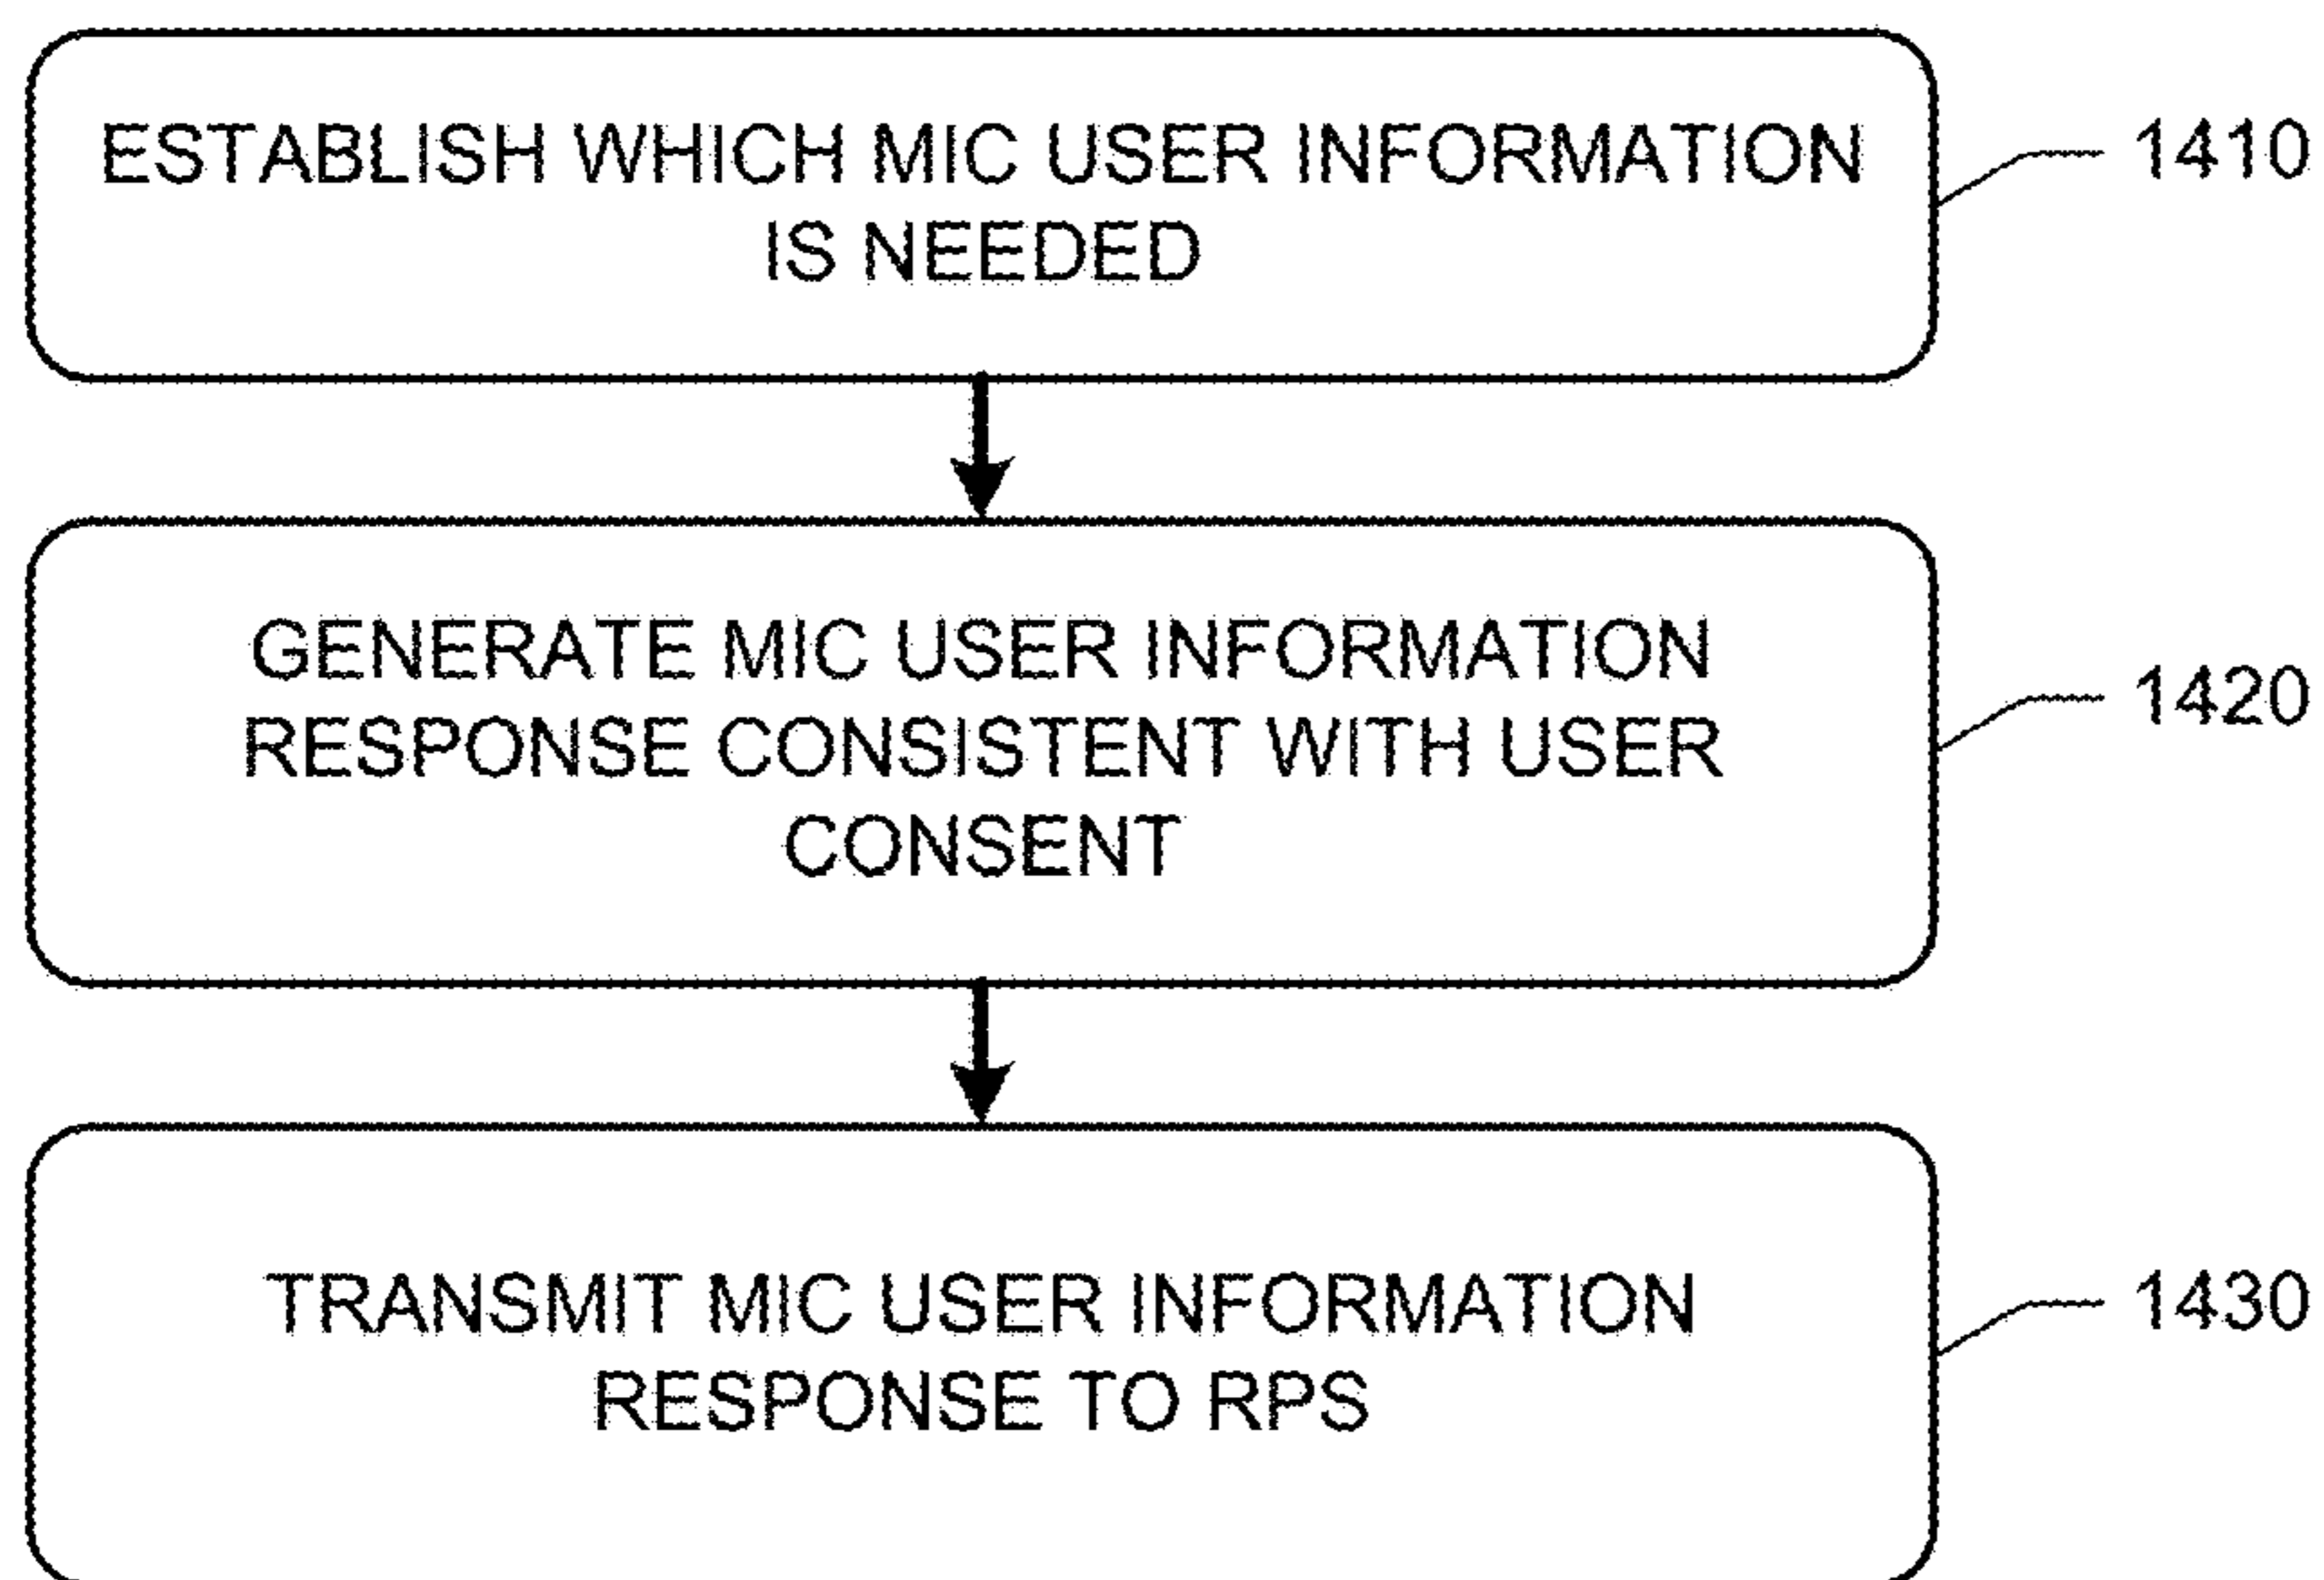 ESTABLISH WHICH MIC USER INFORMATION
IS NEEDED
1410
GENERATE MIC USER INFORMATION
RESPONSE CONSISTENT WITH USER
CONSENT
1420
TRANSMIT MIC USER INFORMATION
RESPONSE TO RPS
1430